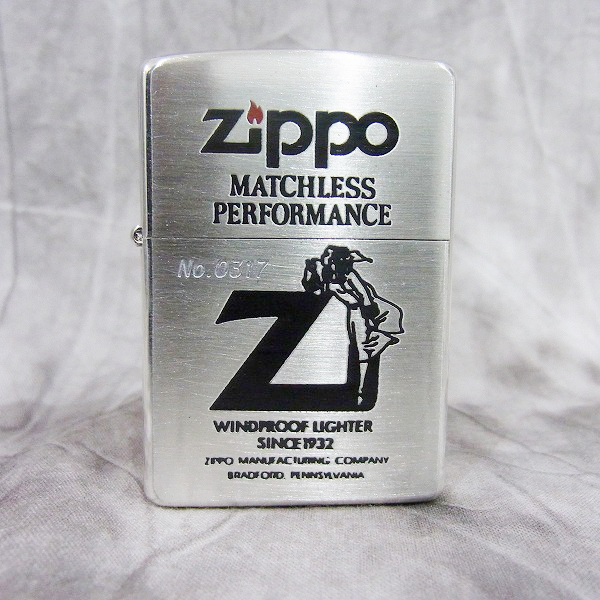 Zippo
MATCHLESS
PERFORMANCE
No.0317
Z
WINDPROOF LIGHTER
SINCE 1932
ZIPPO MANUFACTURING COMPANY
BRADFORD, PENNSYLVANIA